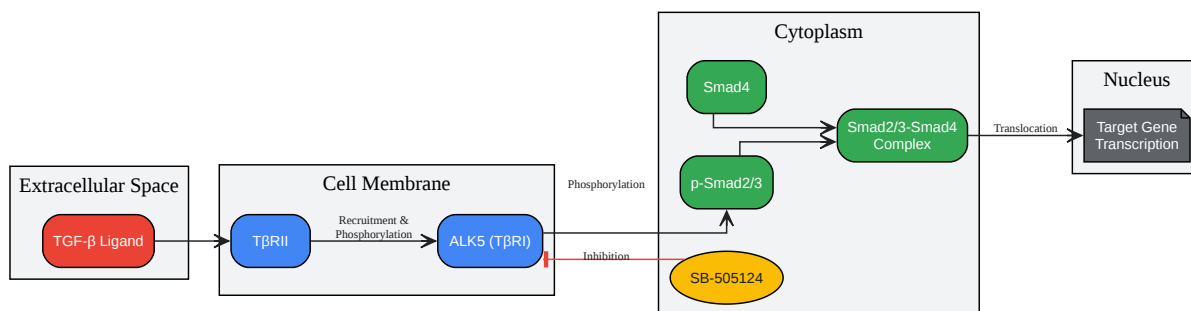 Extracellular Space
TGF-β Ligand
Cell Membrane
TβRII
Recruitment &
Phosphorylation
ALK5 (TβRI)
Phosphorylation
Inhibition
Cytoplasm
Smad4
p-Smad2/3
SB-505124
Smad2/3-Smad4
Complex
Translocation
Nucleus
Target Gene
Transcription